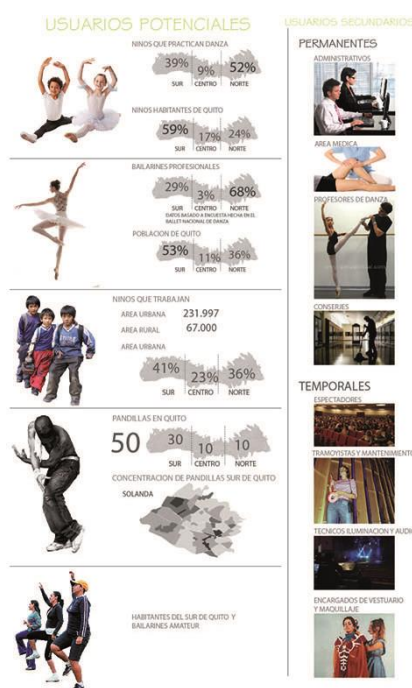 USUARIOS POTENCIALES
NINOS QUE PRACTICAN DANZA
39% 9% 52%
SUR CENTRO NORTE
NINOS HABITANTES DE QUITO
59% 17% 24%
SUR CENTRO NORTE
BAILARINES PROFESIONALES
29% 3% 68%
SUR CENTRO NORTE
DATOS BASADO A ENCUESTA HECHA EN EL
BALLET NACIONAL DE DANZA
POBLACION DE QUITO
53% 11% 36%
SUR CENTRO NORTE
NINOS QUE TRABAJAN
AREA URBANA 231.997
AREA RURAL 67.000
AREA URBANA
41% 23% 36%
SUR CENTRO NORTE
PANDILLAS EN QUITO
50 30 10 10
SUR CENTRO NORTE
CONCENTRACION DE PANDILLAS SUR DE QUITO
SOLANDA
HABITANTES DEL SUR DE QUITO Y
BAILARINES AMATEUR
USUARIOS SECUNDARIOS
PERMANENTES
ADMINISTRATIVOS
AREA MEDICA
PROFESORES DE DANZA
CONSERJES
TEMPORALES
ESPECTADORES
TRAMOYISTAS Y MANTENIMIENTO
TECNICOS ILUMINACION Y AUDIO
ENCARGADOS DE VESTUARIO
Y MAQUILLAJE